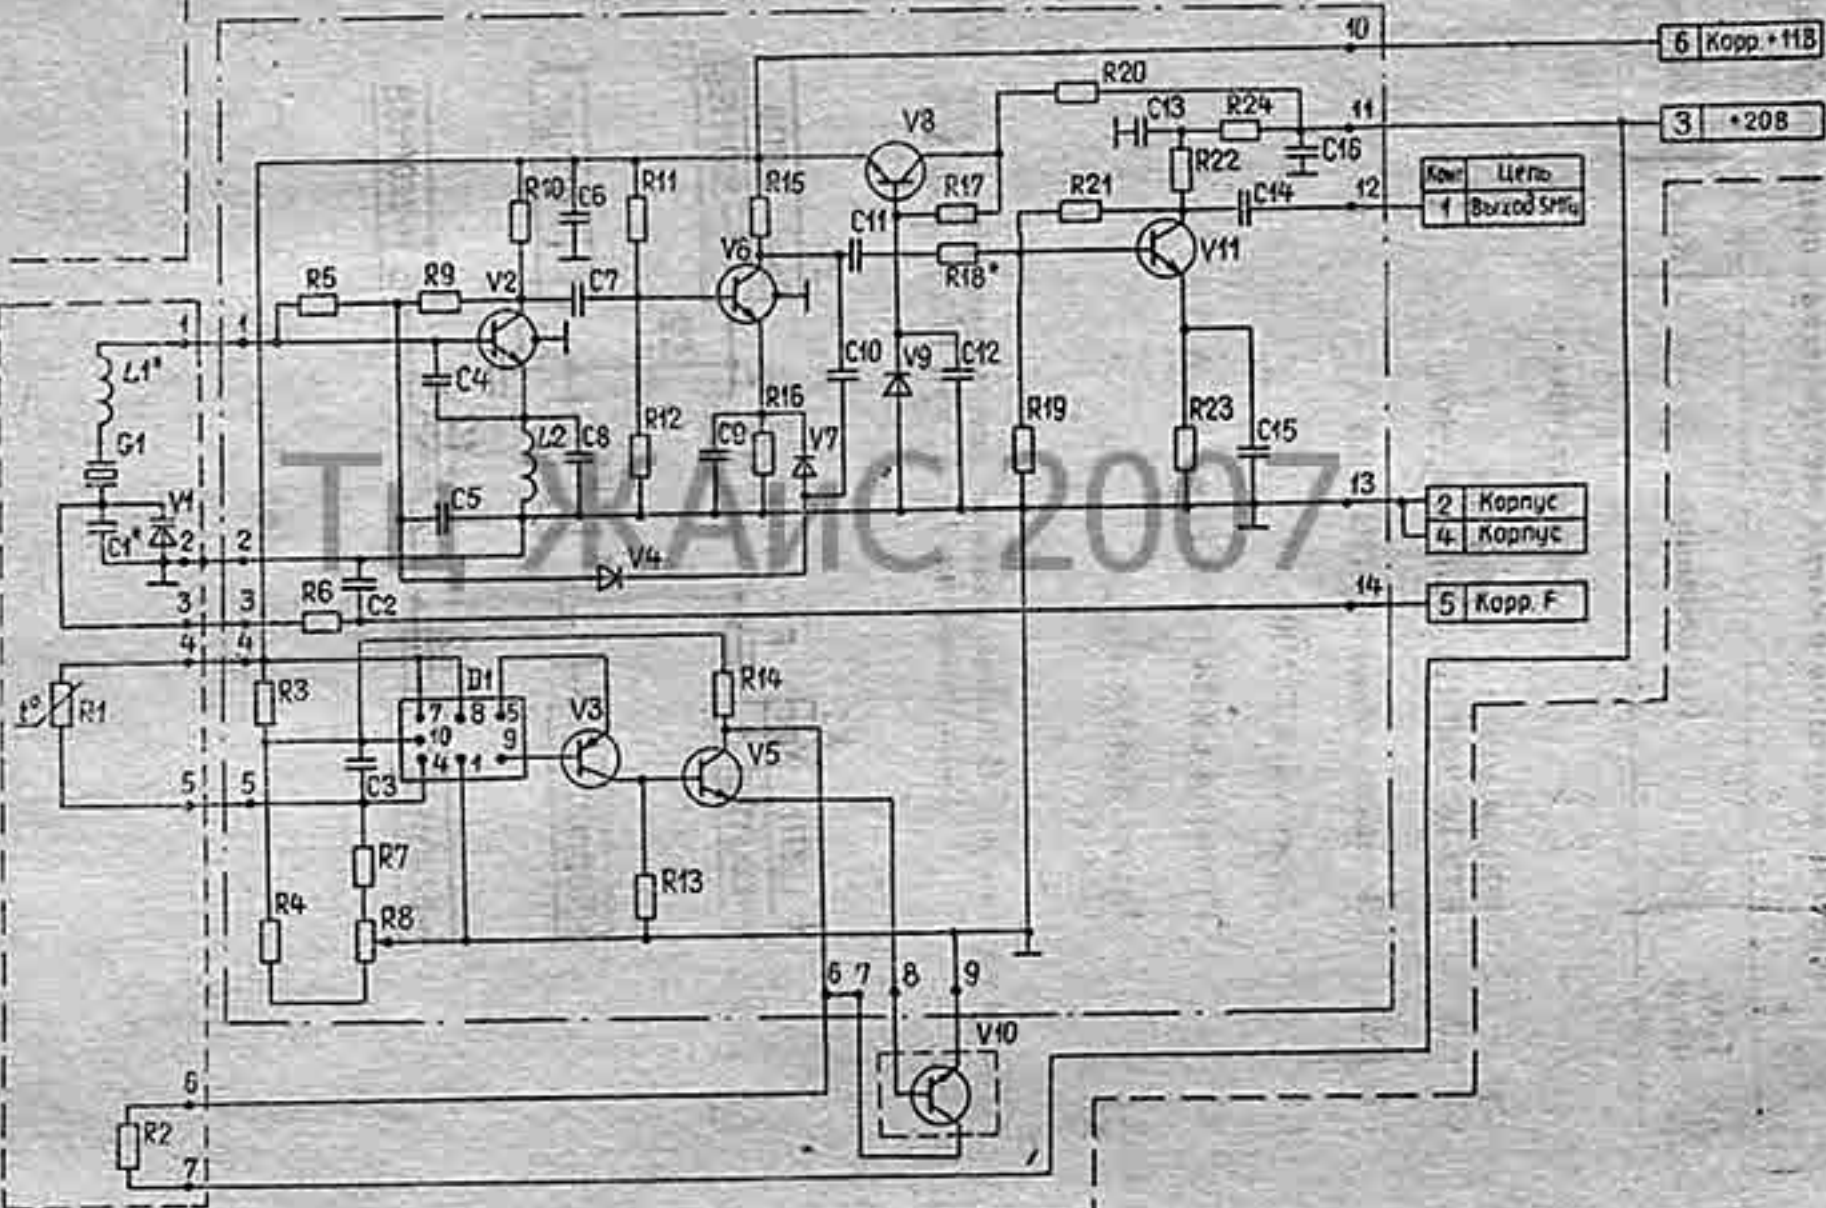 10
6 Корр.+11В
R20
C13
R24
11
3 +20В
V8
R22
C16
Конт Цепь
1 Выход 5МГц
R10
C6
R11
R15
R17
R21
C14
12
C11
V6
R18*
V11
R5
R9
V2
C7
1
1
L1*
C4
C10
V9
C12
R16
R12
R19
R23
C15
G1
L2
C8
C9
V7
ТЦ ЖАиС 2007
V1
C5
13
2 Корпус
4 Корпус
C1*
2
2
V4
14
5 Корр. F
3
3
R6
C2
4
4
R14
t°
R1
R3
D1
7
8
5
V3
10
9
V5
4
1
5
5
C3
R7
R13
R4
R8
6
7
8
9
V10
6
R2
7